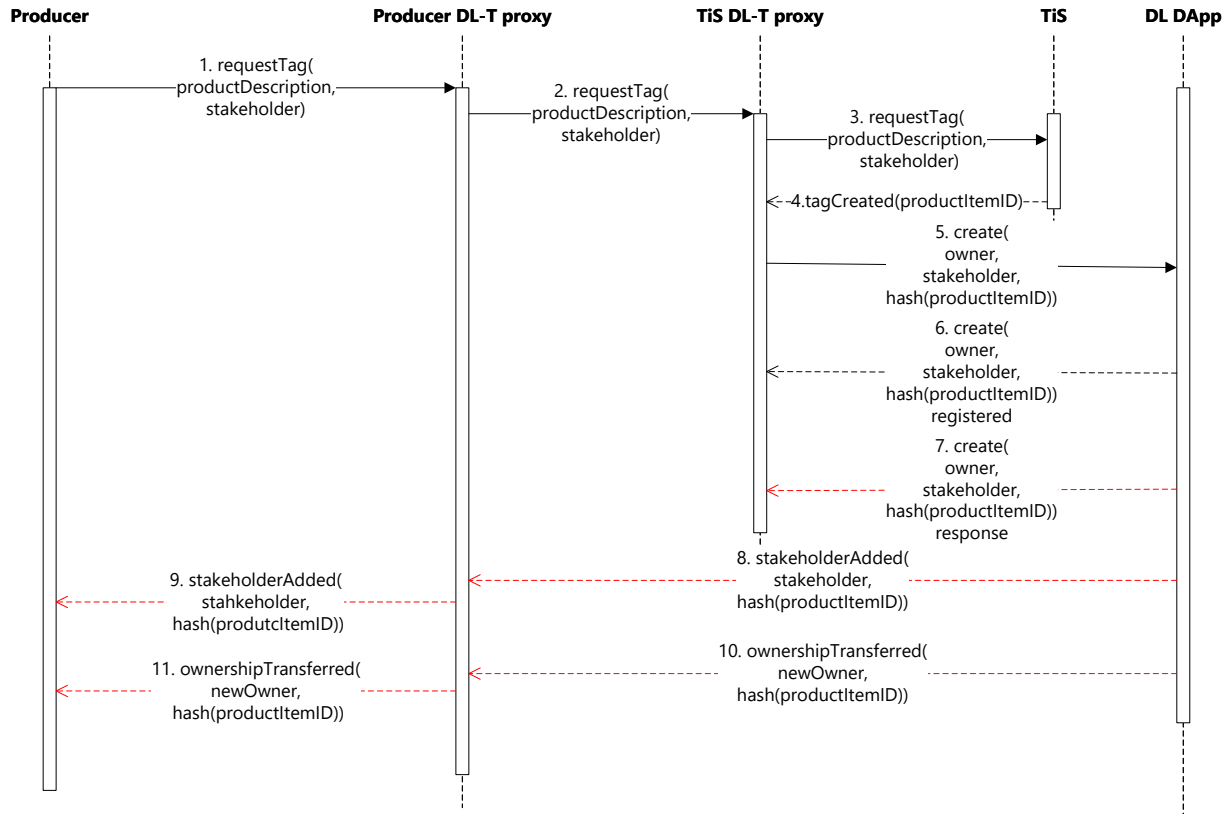 Producer
Producer DL-T proxy
TiS DL-T proxy
TiS
DL DApp
1. requestTag(
productDescription,
stakeholder)
2. requestTag(
productDescription,
stakeholder)
3. requestTag(
productDescription,
stakeholder)
4.tagCreated(productItemID)
5. create(
owner,
stakeholder,
hash(productItemID))
6. create(
owner,
stakeholder,
hash(productItemID))
registered
7. create(
owner,
stakeholder,
hash(productItemID))
response
8. stakeholderAdded(
stakeholder,
hash(productItemID))
9. stakeholderAdded(
stahkeholder,
hash(produtcItemID))
10. ownershipTransferred(
newOwner,
hash(productItemID))
11. ownershipTransferred(
newOwner,
hash(productItemID))